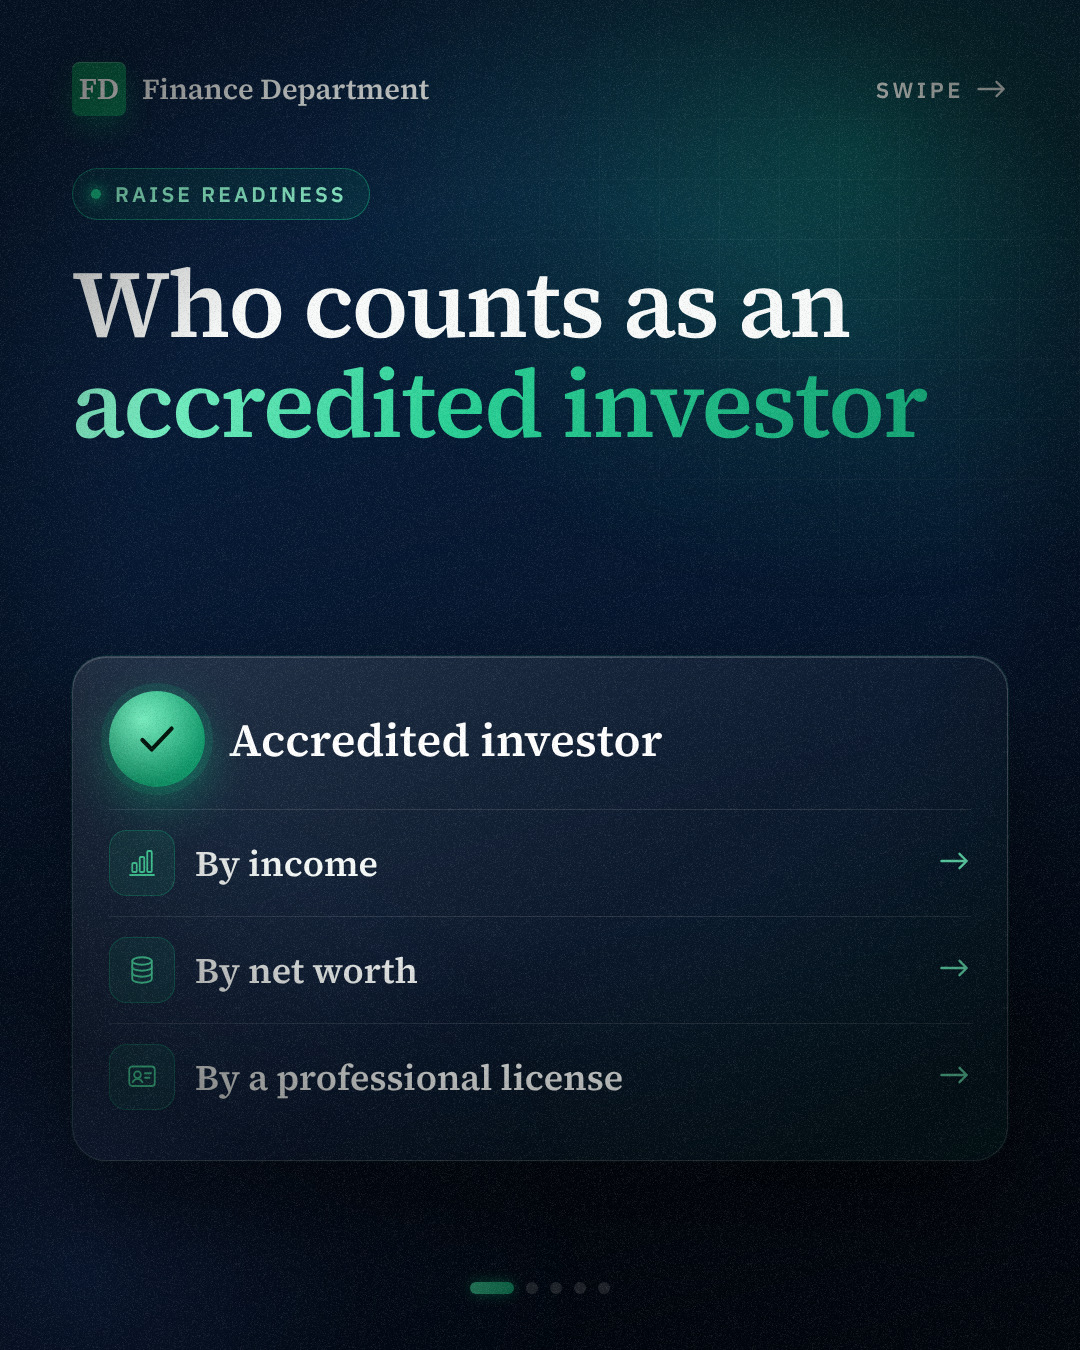 FD Finance Department
SWIPE →
RAISE READINESS
Who counts as an
accredited investor
Accredited investor
By income →
By net worth →
By a professional license →